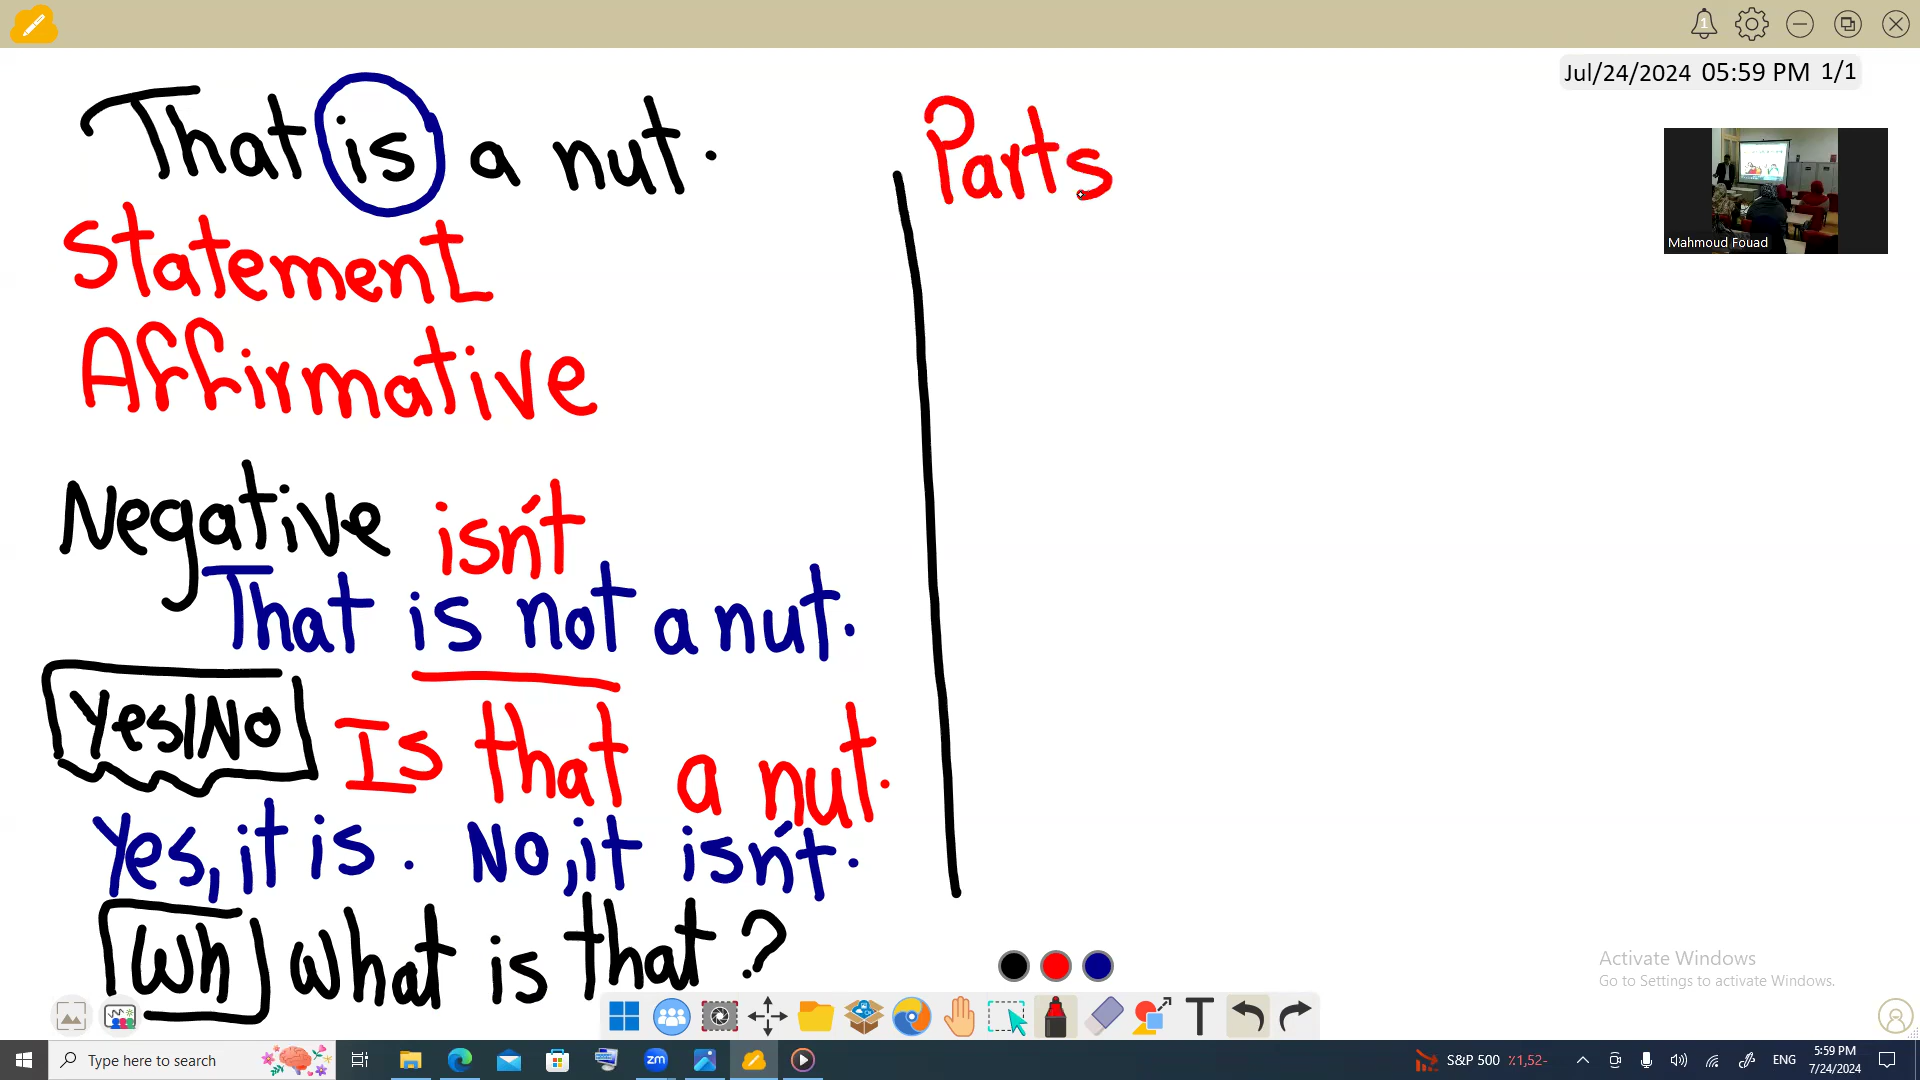 Jul/24/2024 05:59 PM 1/1
That is a nut.
Statement
Affirmative
Negative isn't
That is not a nut.
Yes/No Is that a nut.
Yes, it is. No, it isn't.
Wh What is that?
Parts
Mahmoud Fouad
Activate Windows
Go to Settings to activate Windows.
Type here to search
zm
S&P 500 ٪1,52-
ENG
5:59 PM
7/24/2024